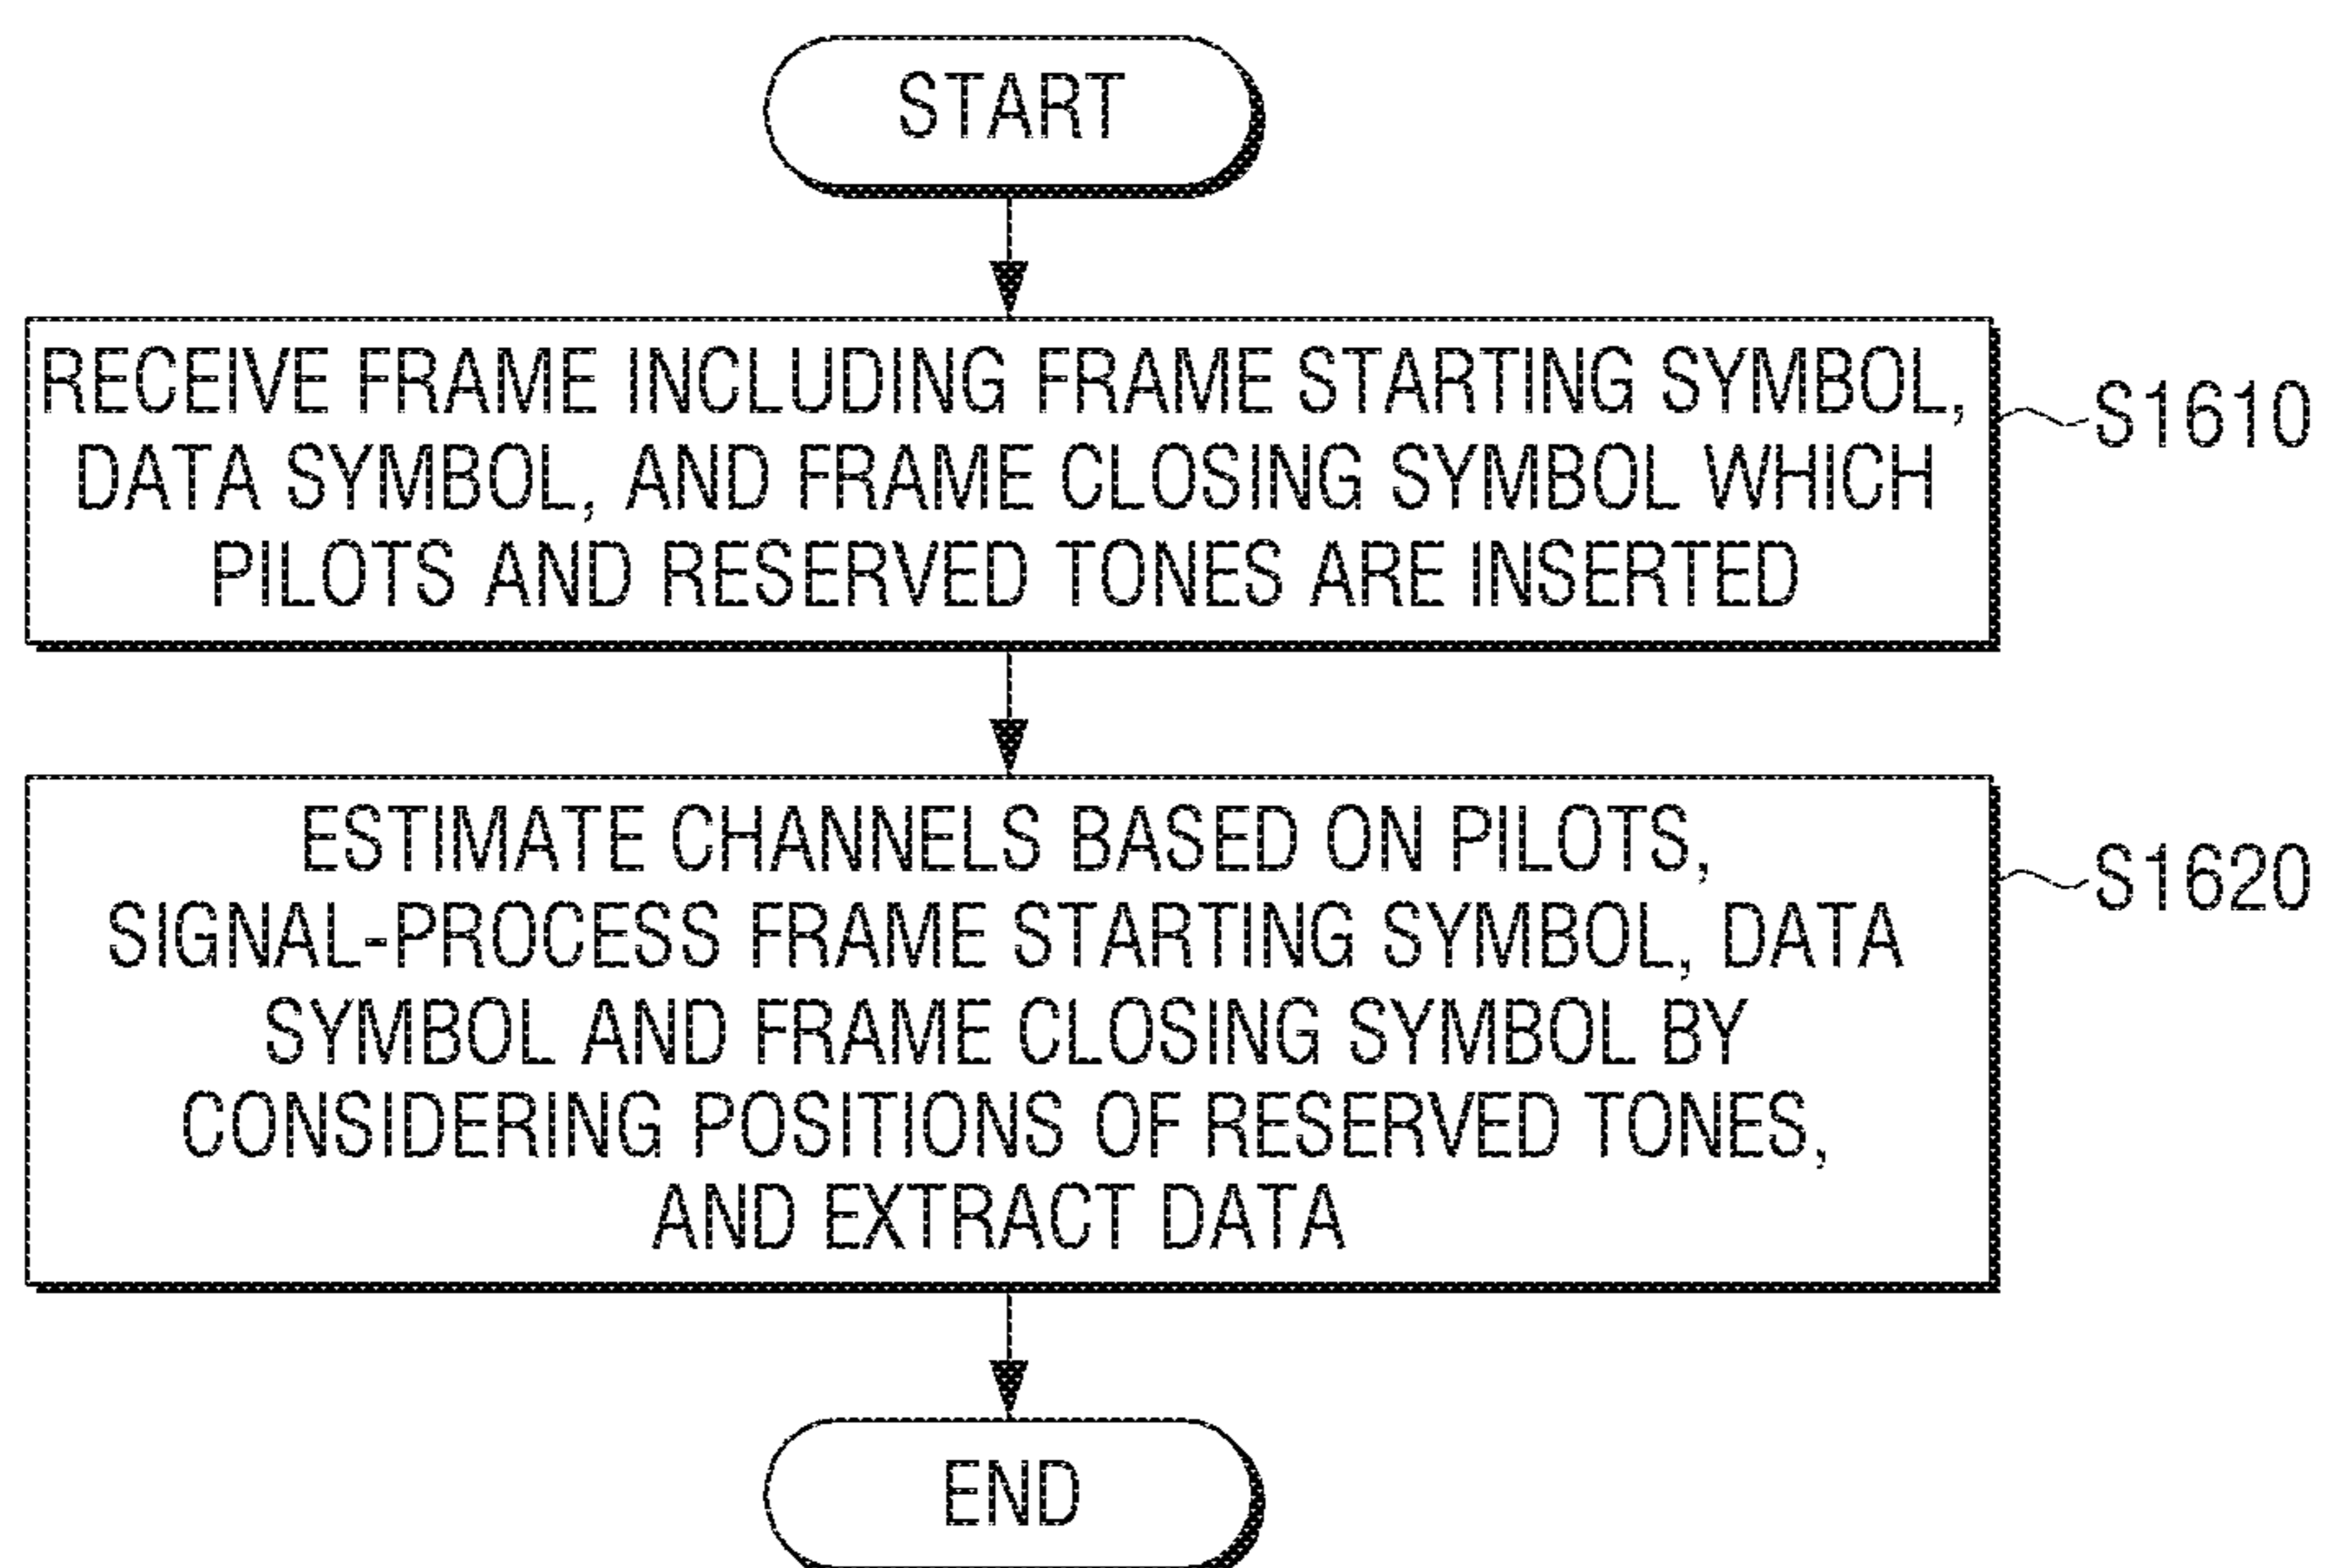 START
RECEIVE FRAME INCLUDING FRAME STARTING SYMBOL,
DATA SYMBOL, AND FRAME CLOSING SYMBOL WHICH
PILOTS AND RESERVED TONES ARE INSERTED
S1610
ESTIMATE CHANNELS BASED ON PILOTS,
SIGNAL-PROCESS FRAME STARTING SYMBOL, DATA
SYMBOL AND FRAME CLOSING SYMBOL BY
CONSIDERING POSITIONS OF RESERVED TONES,
AND EXTRACT DATA
S1620
END